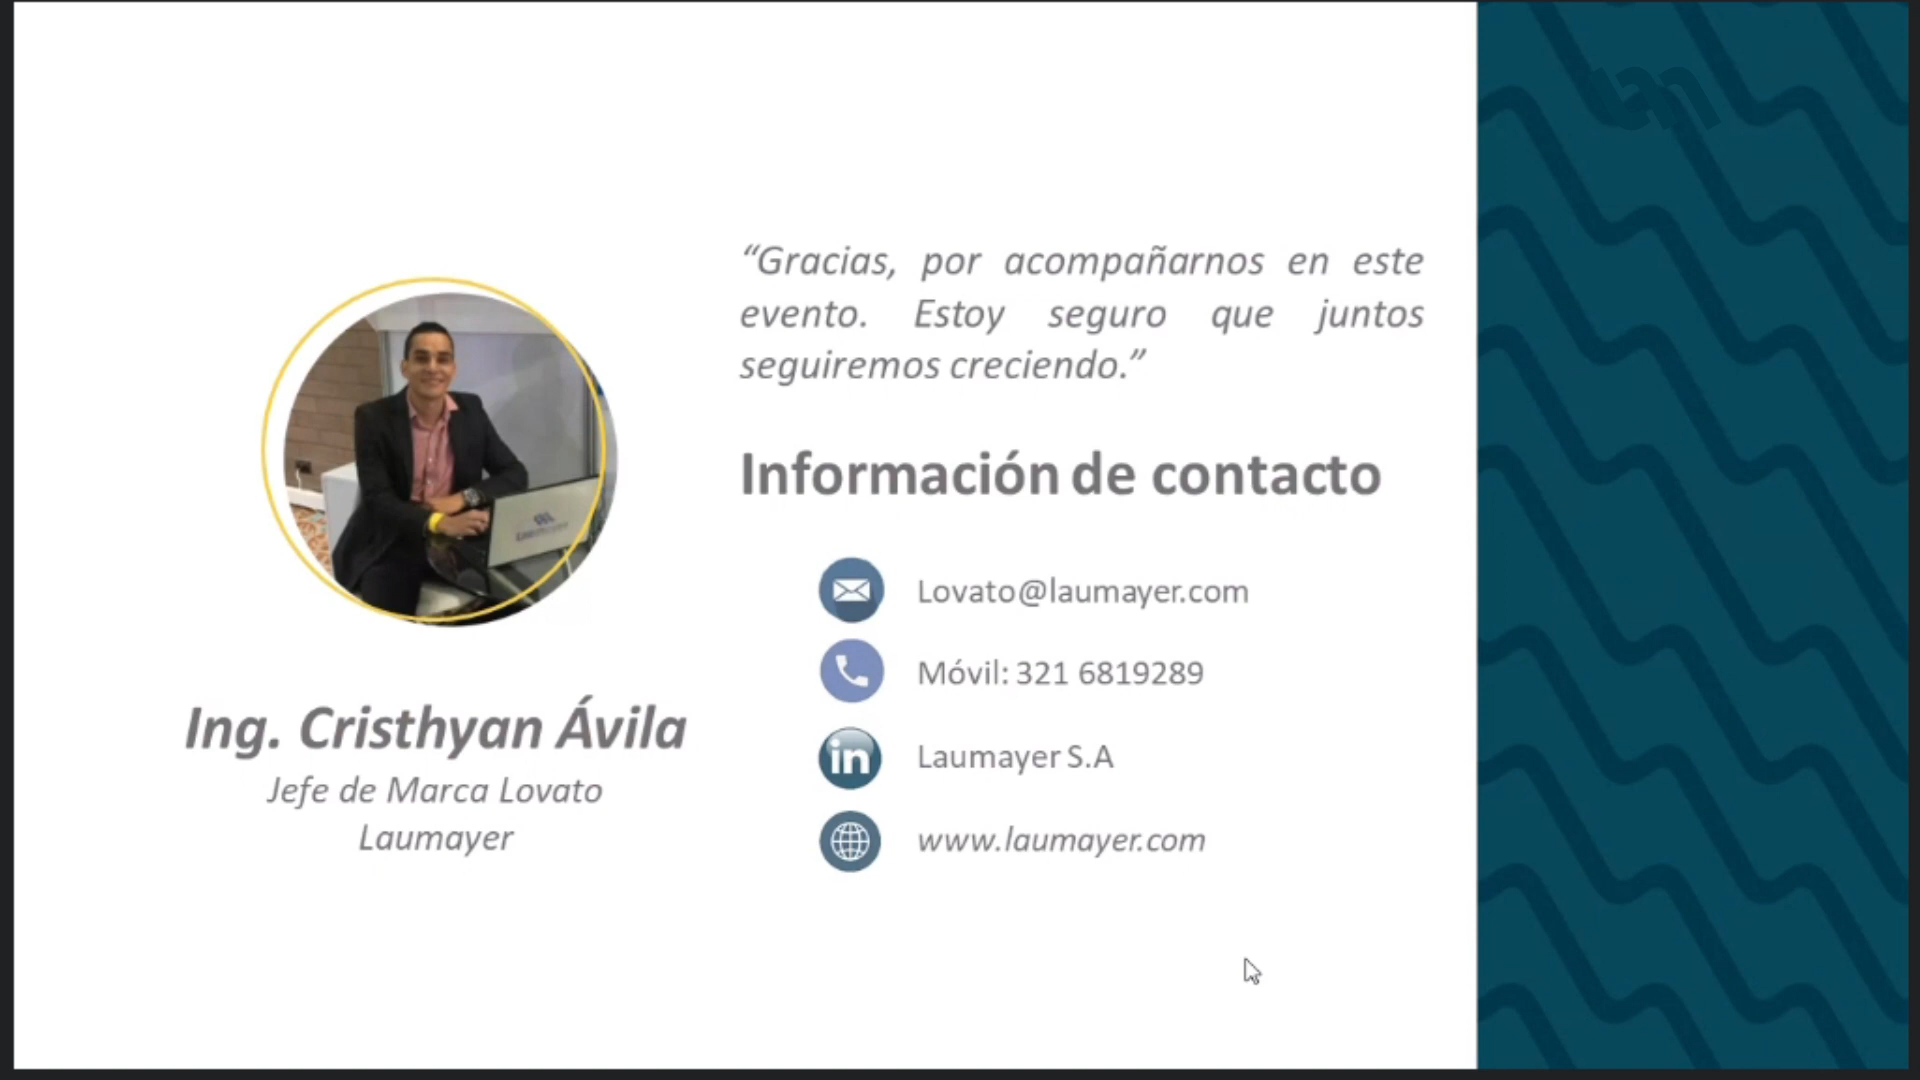 “Gracias, por acompañarnos en este
evento. Estoy seguro que juntos
seguiremos creciendo.”
Información de contacto
Lovato@laumayer.com
Móvil: 321 6819289
in
Laumayer S.A
www.laumayer.com
Ing. Cristhyan Ávila
Jefe de Marca Lovato
Laumayer